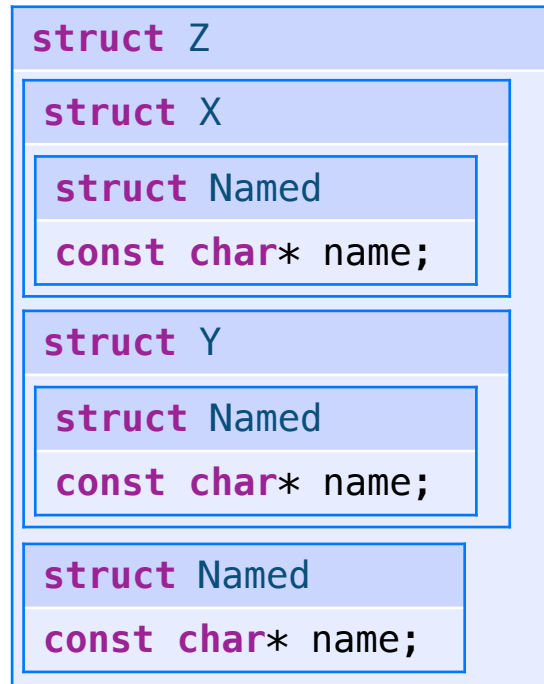 struct Z
struct X
struct Named
const char* name;
struct Y
struct Named
const char* name;
struct Named
const char* name;